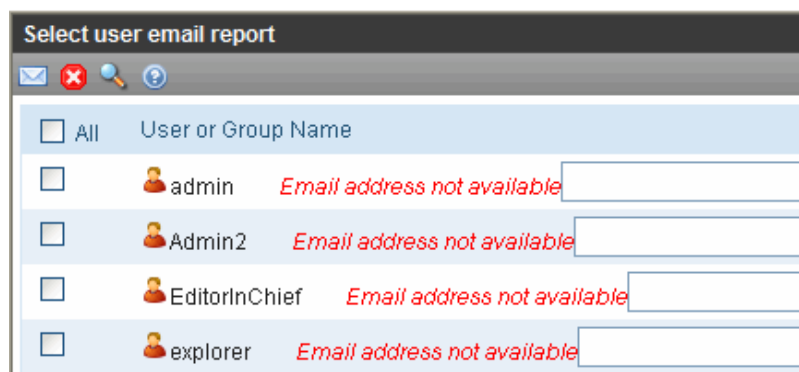 Select user email report
All User or Group Name
admin Email address not available
Admin2 Email address not available
EditorInChief Email address not available
explorer Email address not available